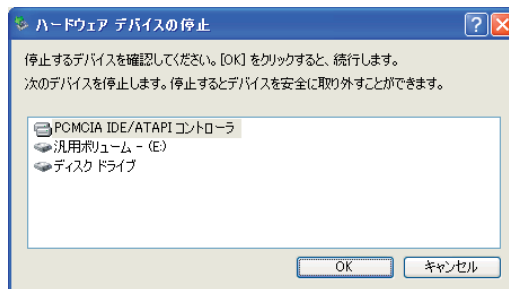 ハードウェア デバイスの停止
停止するデバイスを確認してください。[OK] をクリックすると、続行します。
次のデバイスを停止します。停止するとデバイスを安全に取り外すことができます。
PCMCIA IDE/ATAPI コントローラ
汎用ボリューム - (E:)
ディスク ドライブ
OK キャンセル